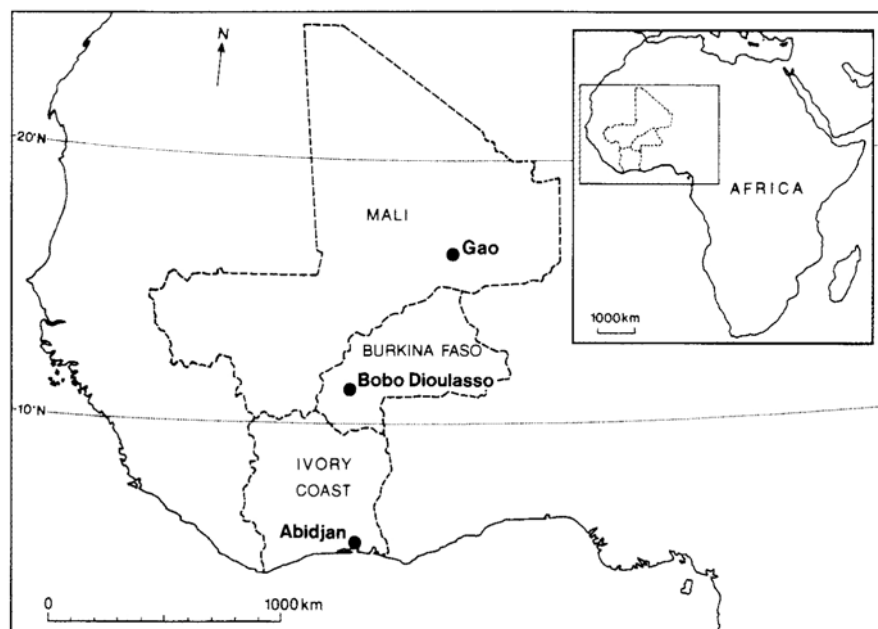 N
20°N
MALI
Gao
AFRICA
1000km
BURKINA FASO
Bobo Dioulasso
10°N
IVORY
COAST
Abidjan
0 1000km